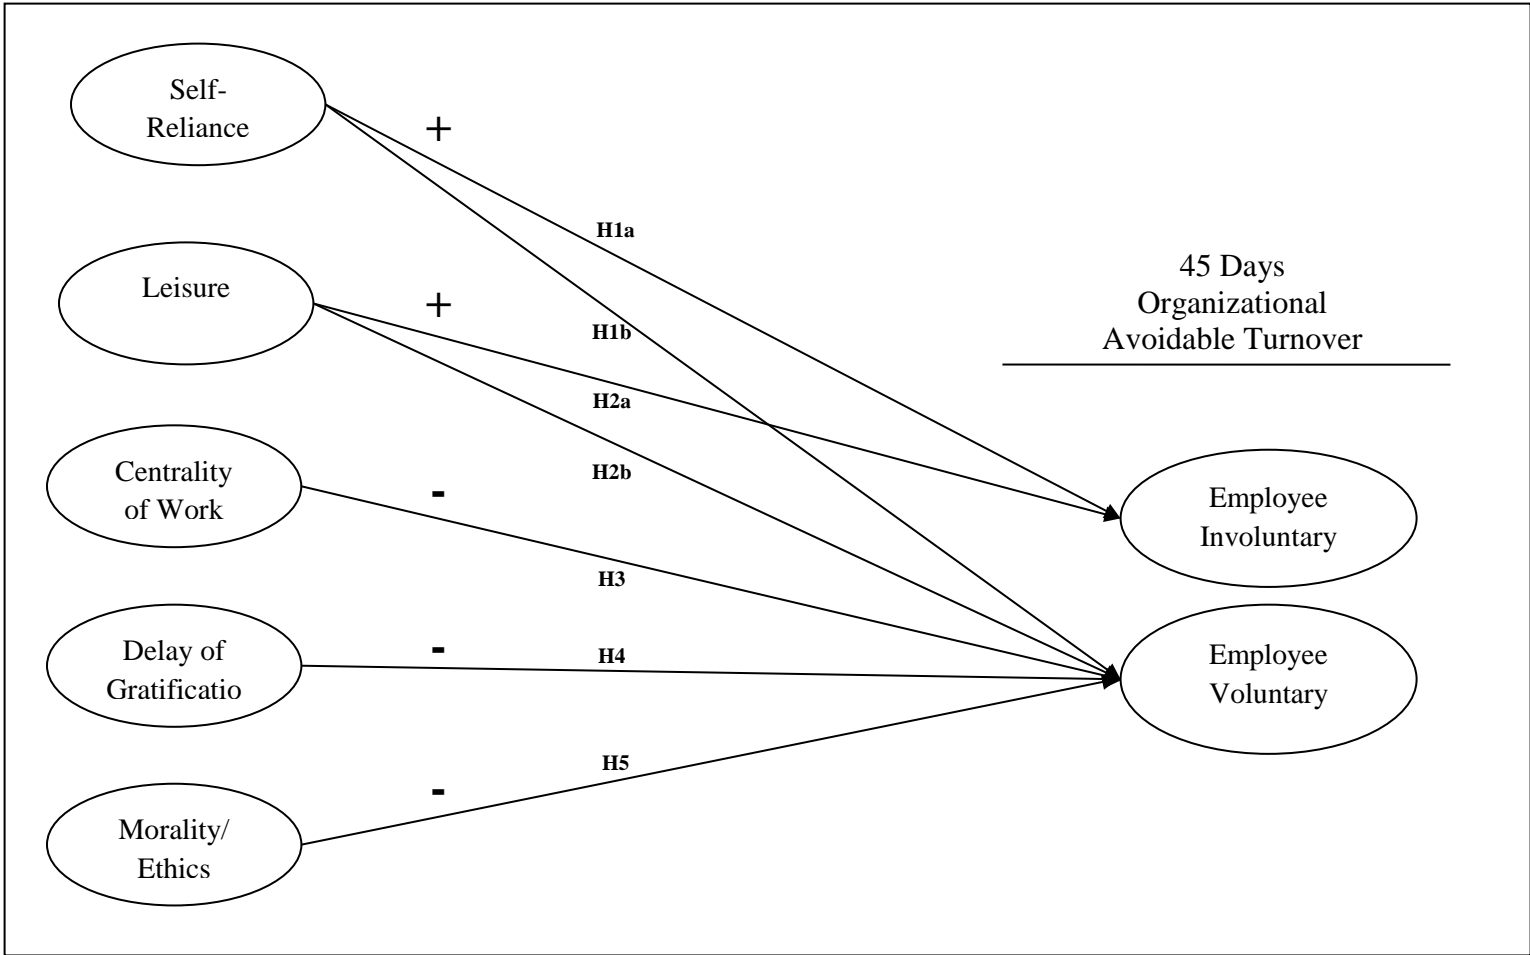 Self-
Reliance
+
H1a
Leisure
+
H1b
45 Days
Organizational
Avoidable Turnover
H2a
Centrality
of Work
-
H2b
Employee
Involuntary
H3
Delay of
Gratificatio
-
H4
Employee
Voluntary
H5
Morality/
Ethics
-